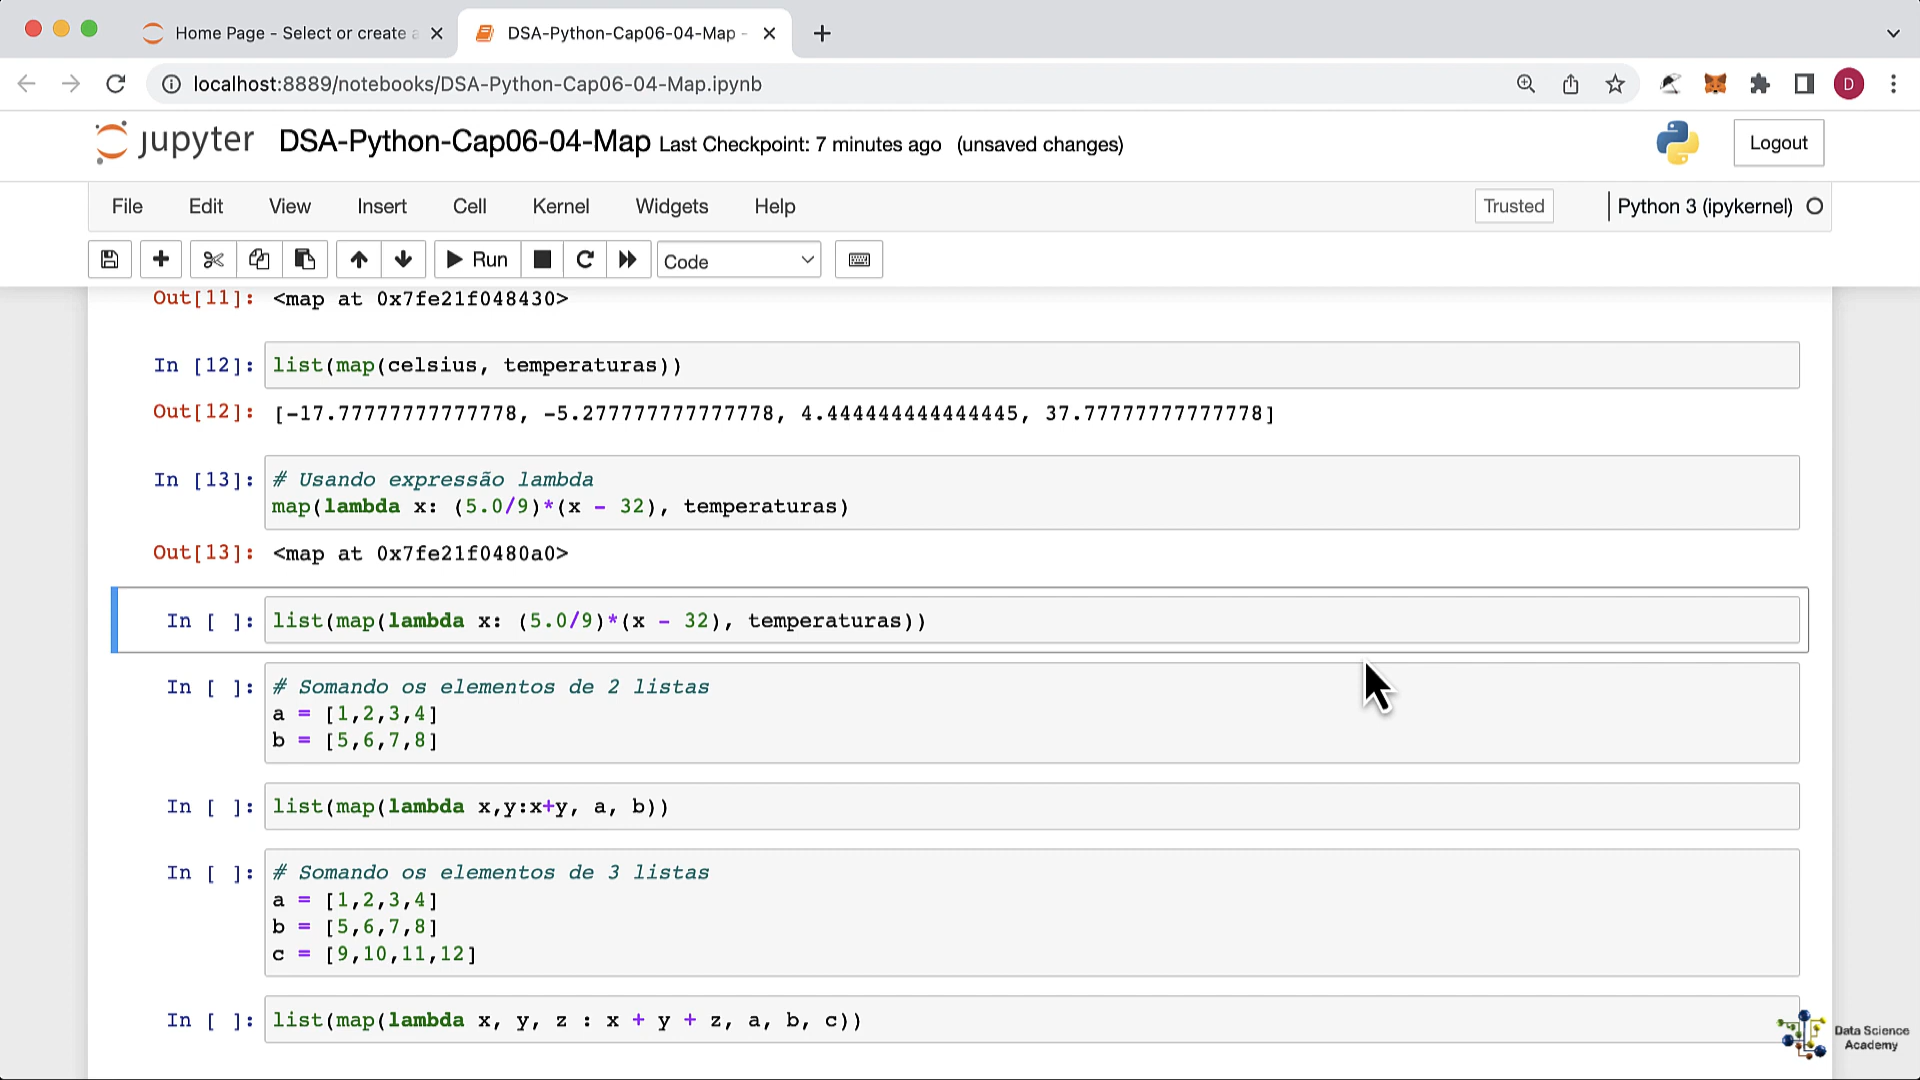 Home Page - Select or create a
DSA-Python-Cap06-04-Map -
localhost:8889/notebooks/DSA-Python-Cap06-04-Map.ipynb
D
jupyter DSA-Python-Cap06-04-Map Last Checkpoint: 7 minutes ago (unsaved changes)
Logout
File Edit View Insert Cell Kernel Widgets Help
Trusted
Python 3 (ipykernel)
Run
Code
Out[11]: <map at 0x7fe21f048430>
In [12]: list(map(celsius, temperaturas))
Out[12]: [-17.77777777777778, -5.277777777777778, 4.444444444444445, 37.77777777777778]
In [13]: # Usando expressão lambda
map(lambda x: (5.0/9)*(x - 32), temperaturas)
Out[13]: <map at 0x7fe21f0480a0>
In [ ]: list(map(lambda x: (5.0/9)*(x - 32), temperaturas))
In [ ]: # Somando os elementos de 2 listas
a = [1,2,3,4]
b = [5,6,7,8]
In [ ]: list(map(lambda x,y:x+y, a, b))
In [ ]: # Somando os elementos de 3 listas
a = [1,2,3,4]
b = [5,6,7,8]
c = [9,10,11,12]
In [ ]: list(map(lambda x, y, z : x + y + z, a, b, c))
Data Science
Academy